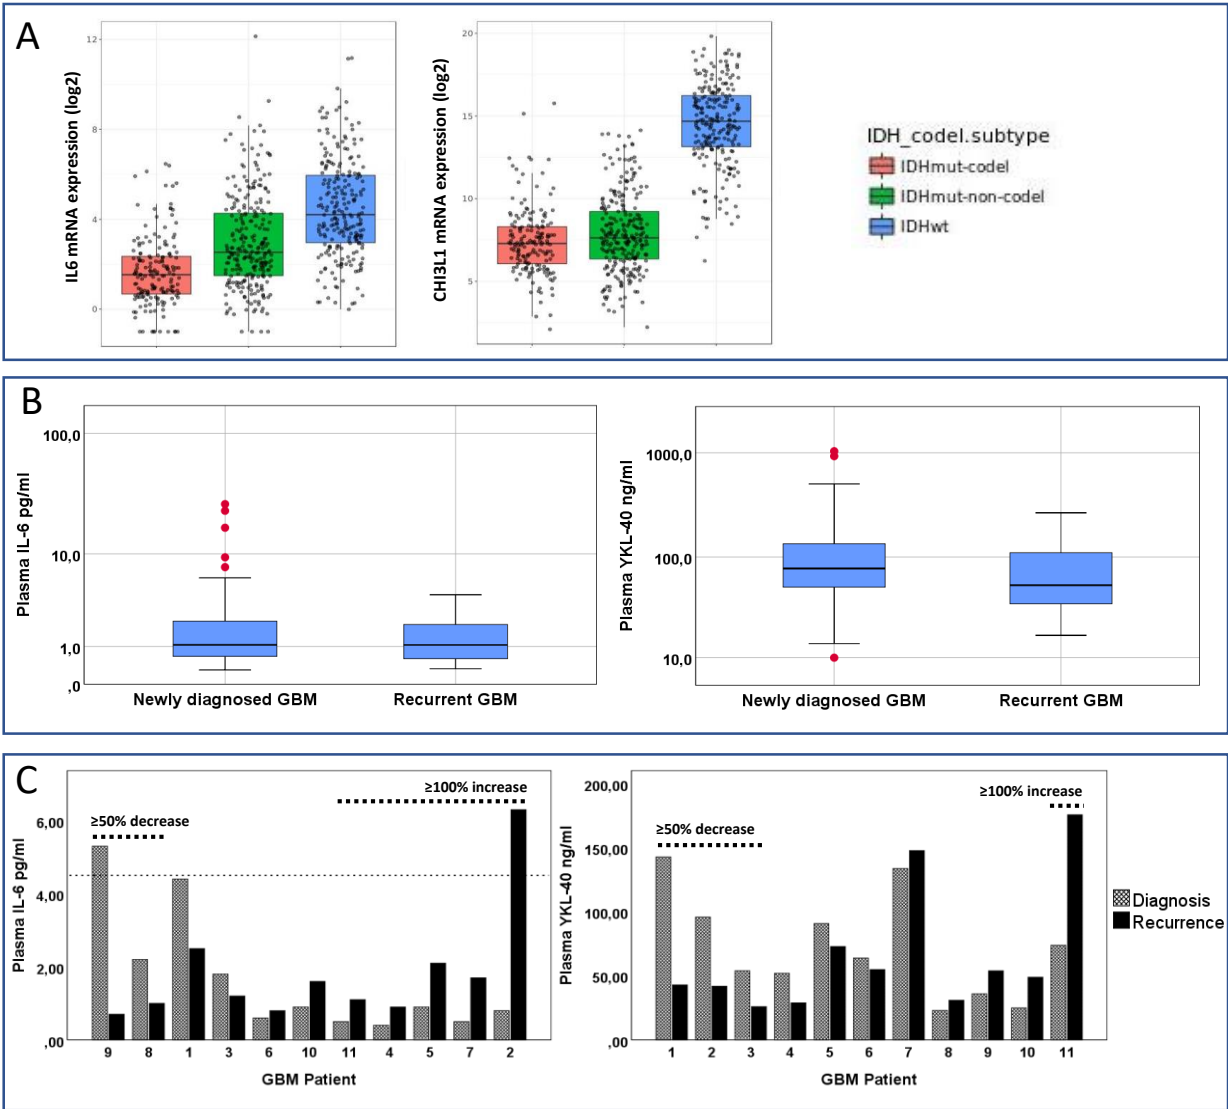 A
IL6 mRNA expression (log2)
12
8
4
0
CHI3L1 mRNA expression (log2)
20
15
10
5
IDH_codel.subtype
IDHmut-codel
IDHmut-non-codel
IDHwt
B
Plasma IL-6 pg/ml
100,0
10,0
1,0
,0
Newly diagnosed GBM
Recurrent GBM
Plasma YKL-40 ng/ml
1000,0
100,0
10,0
Newly diagnosed GBM
Recurrent GBM
C
Plasma IL-6 pg/ml
6,00
4,00
2,00
,00
≥50% decrease
≥100% increase
9 8 1 3 6 10 11 4 5 7 2
GBM Patient
Plasma YKL-40 ng/ml
200,00
150,00
100,00
50,00
,00
≥50% decrease
≥100% increase
1 2 3 4 5 6 7 8 9 10 11
GBM Patient
Diagnosis
Recurrence